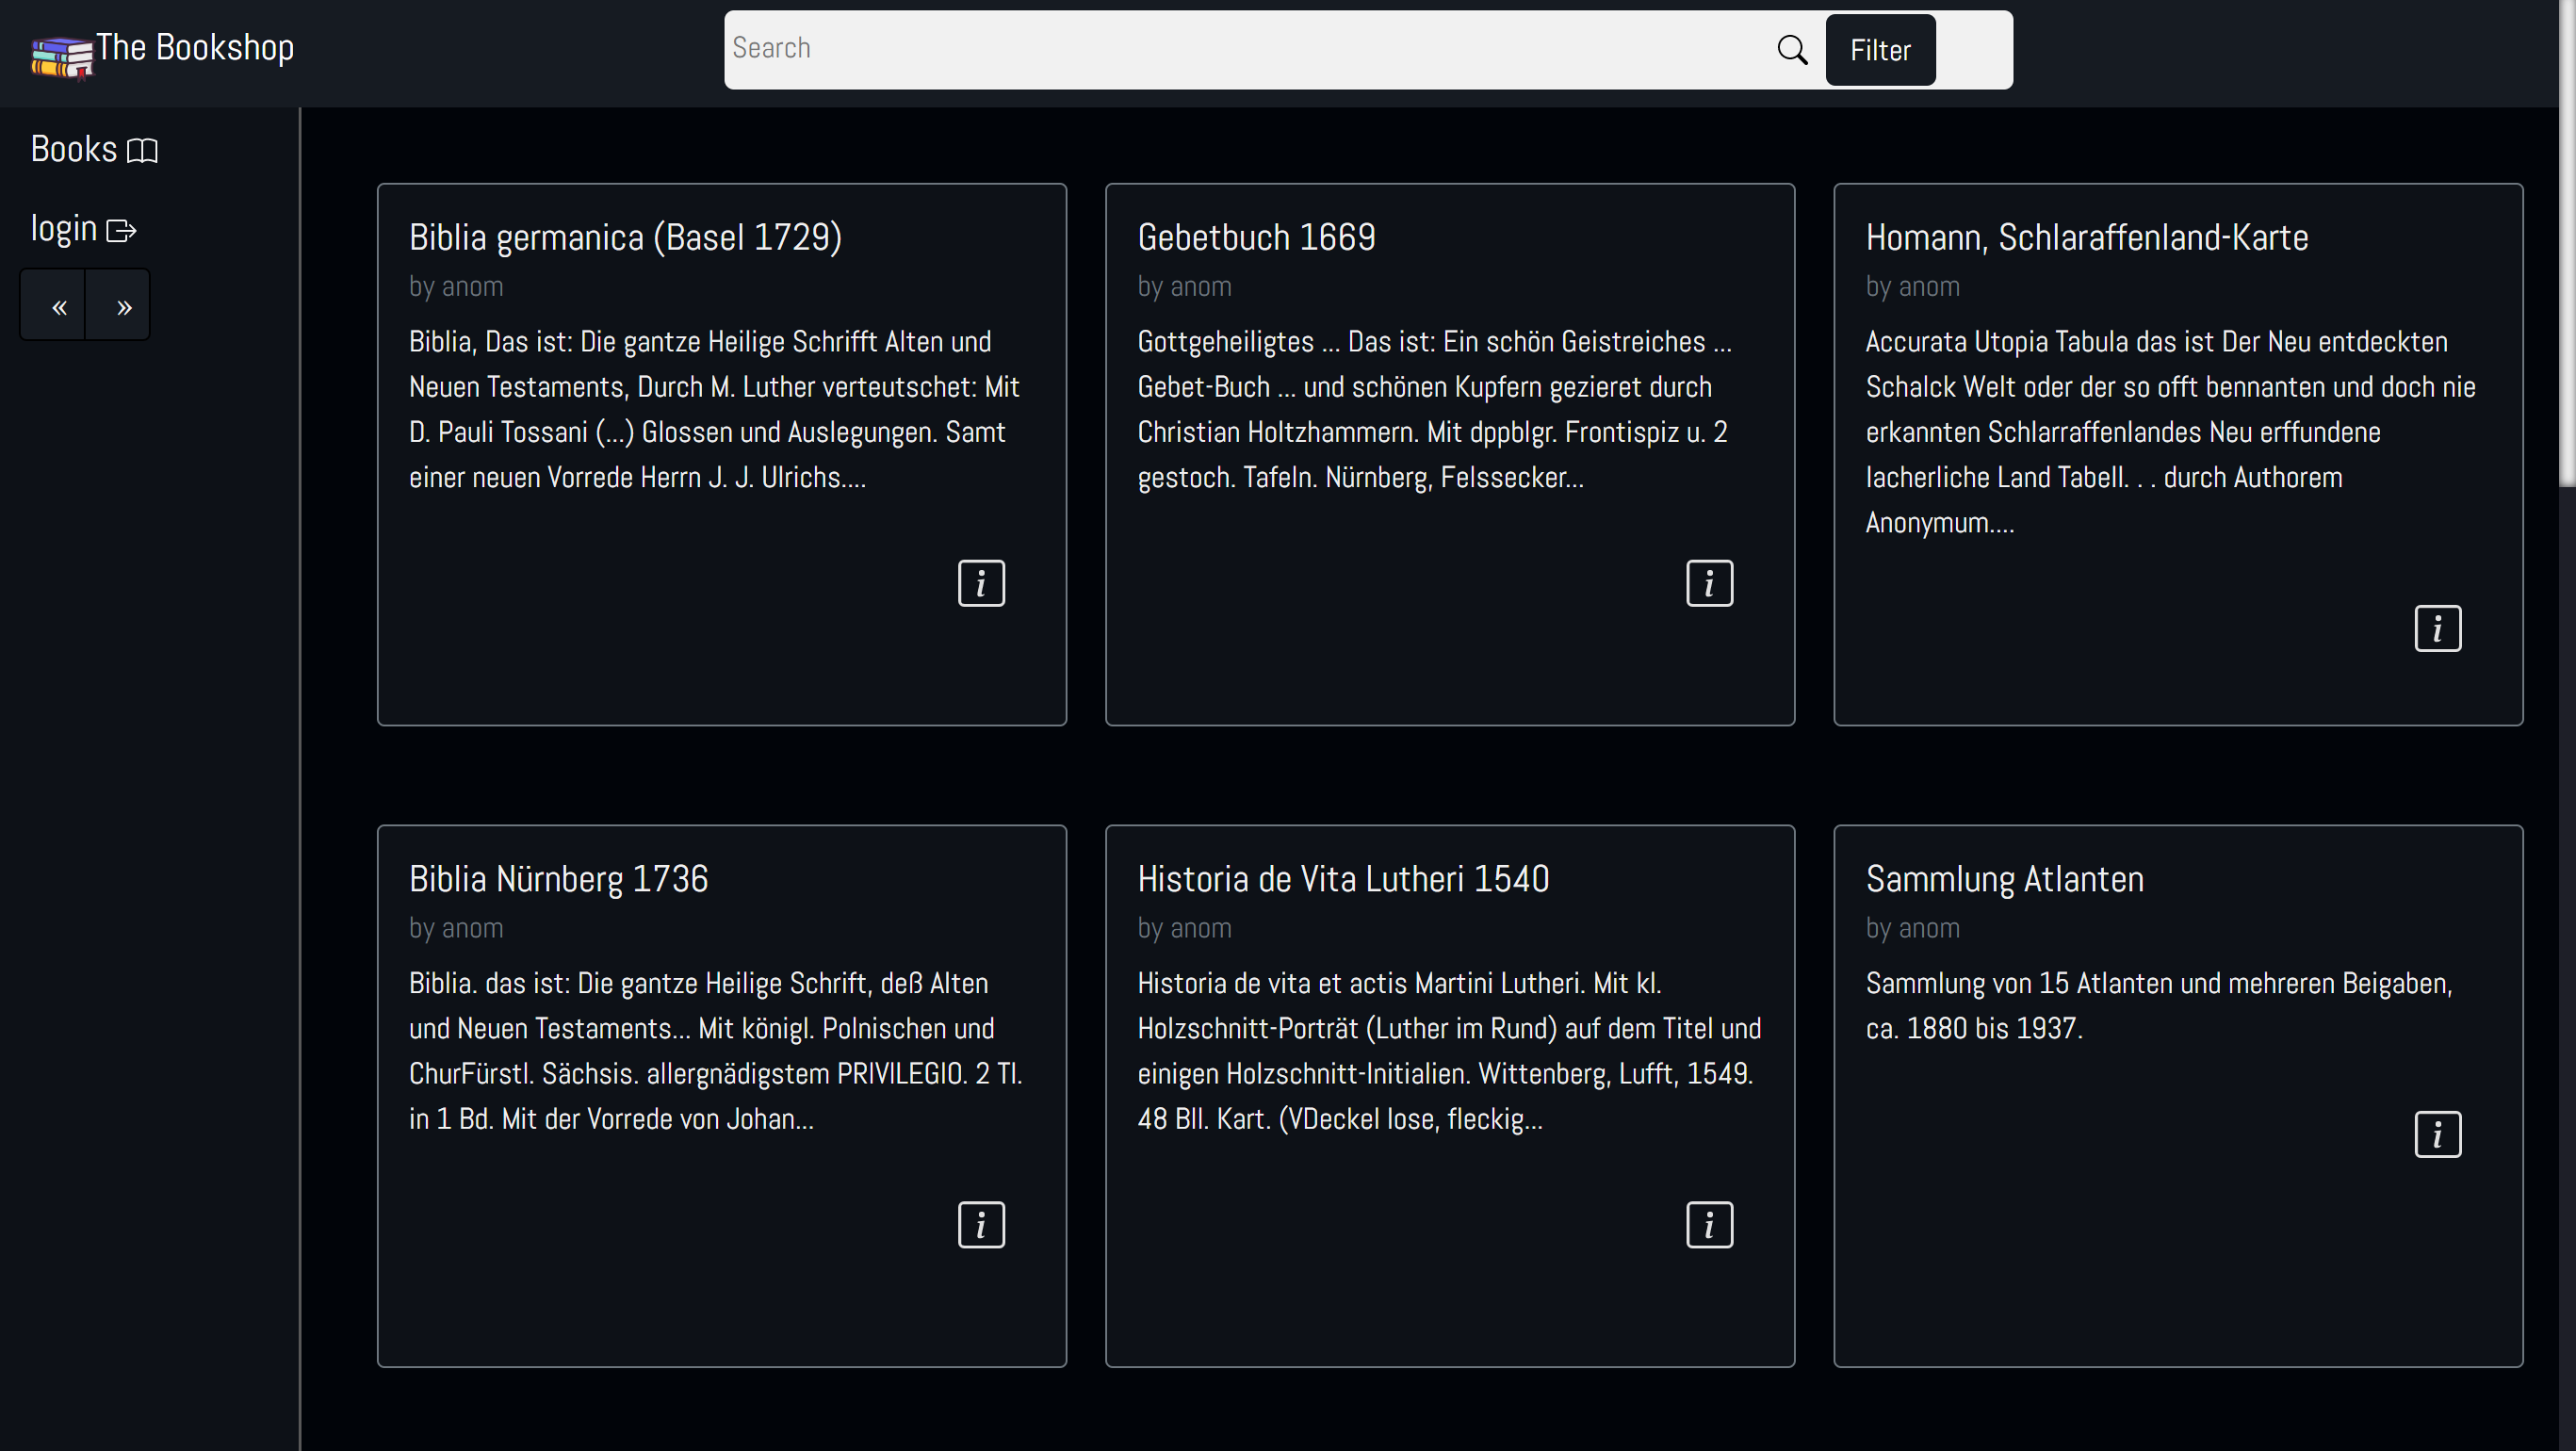 The Bookshop
Search
Filter
Books
login
«
»
Biblia germanica (Basel 1729)
by anom
Biblia, Das ist: Die gantze Heilige Schrifft Alten und
Neuen Testaments, Durch M. Luther verteutschet: Mit
D. Pauli Tossani (...) Glossen und Auslegungen. Samt
einer neuen Vorrede Herrn J. J. Ulrichs....
i
Gebetbuch 1669
by anom
Gottgeheiligtes ... Das ist: Ein schön Geistreiches ...
Gebet-Buch ... und schönen Kupfern gezieret durch
Christian Holtzhammern. Mit dppblgr. Frontispiz u. 2
gestoch. Tafeln. Nürnberg, Felssecker...
i
Homann, Schlaraffenland-Karte
by anom
Accurata Utopia Tabula das ist Der Neu entdeckten
Schalck Welt oder der so offt bennanten und doch nie
erkannten Schlarraffenlandes Neu erffundene
lacherliche Land Tabell. . . durch Authorem
Anonymum....
i
Biblia Nürnberg 1736
by anom
Biblia. das ist: Die gantze Heilige Schrift, deß Alten
und Neuen Testaments... Mit königl. Polnischen und
ChurFürstl. Sächsis. allergnädigstem PRIVILEGIO. 2 Tl.
in 1 Bd. Mit der Vorrede von Johan...
i
Historia de Vita Lutheri 1540
by anom
Historia de vita et actis Martini Lutheri. Mit kl.
Holzschnitt-Porträt (Luther im Rund) auf dem Titel und
einigen Holzschnitt-Initialien. Wittenberg, Lufft, 1549.
48 Bll. Kart. (VDeckel lose, fleckig...
i
Sammlung Atlanten
by anom
Sammlung von 15 Atlanten und mehreren Beigaben,
ca. 1880 bis 1937.
i